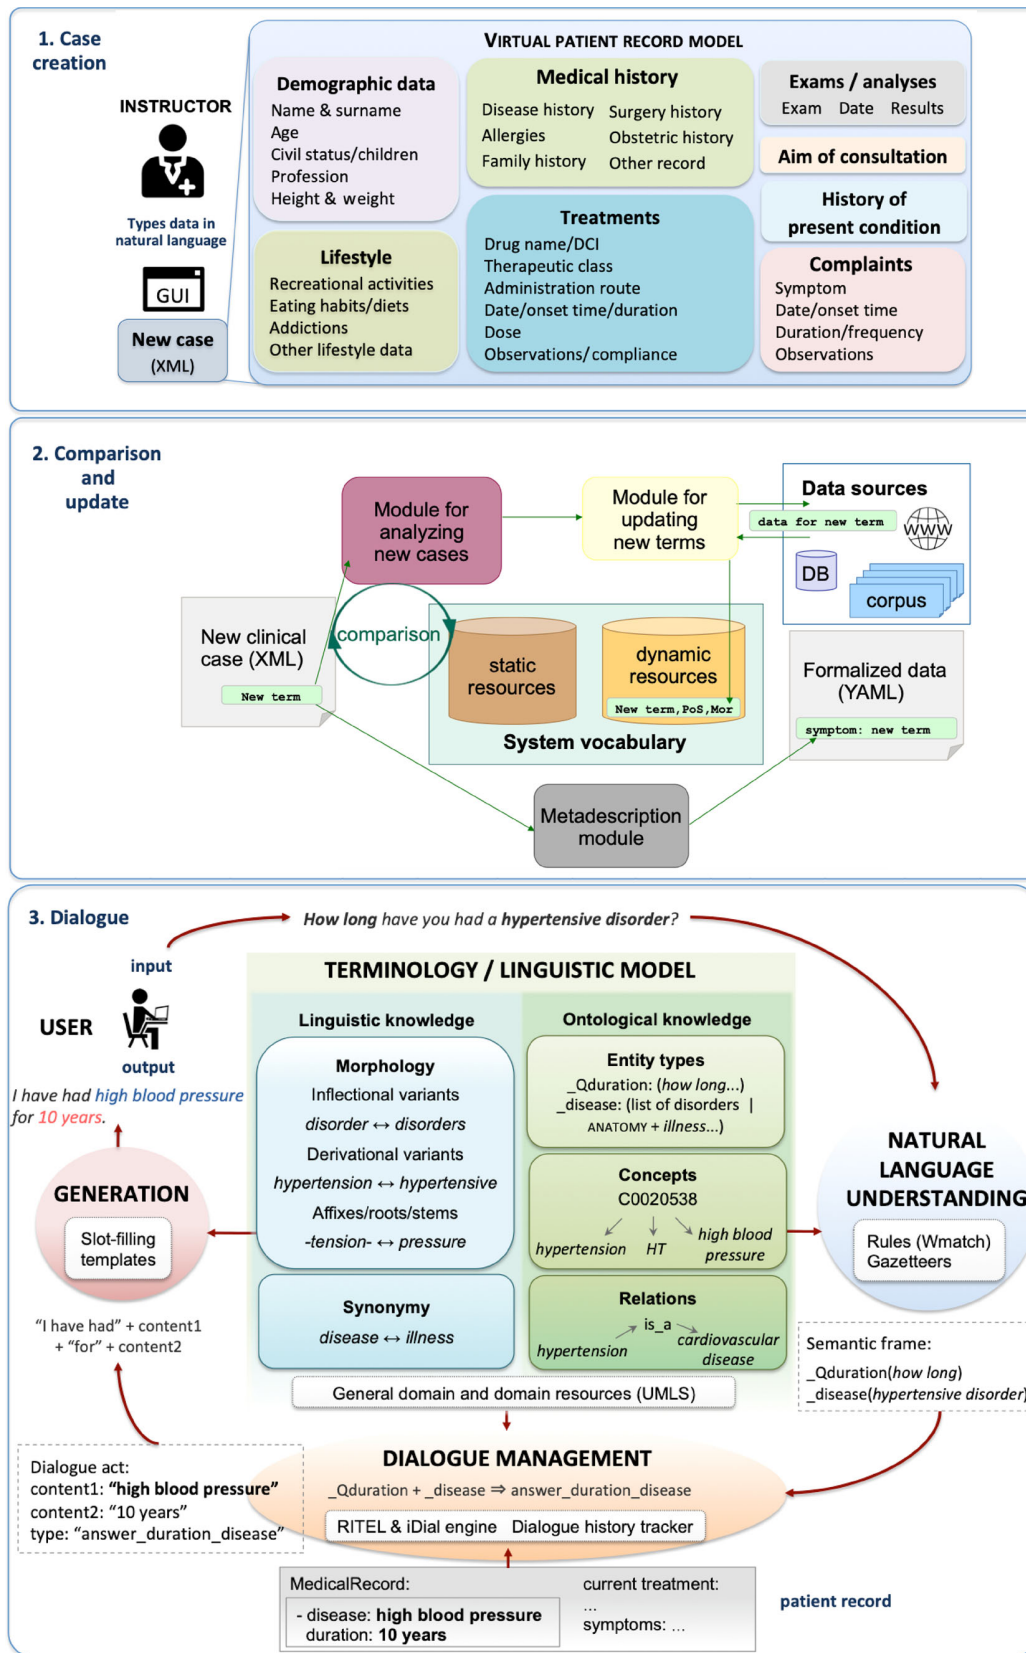 1. Case
creation
VIRTUAL PATIENT RECORD MODEL
INSTRUCTOR
Types data in
natural language
GUI
New case
(XML)
Demographic data
Name & surname
Age
Civil status/children
Profession
Height & weight
Lifestyle
Recreational activities
Eating habits/diets
Addictions
Other lifestyle data
Medical history
Disease history Surgery history
Allergies Obstetric history
Family history Other record
Treatments
Drug name/DCI
Therapeutic class
Administration route
Date/onset time/duration
Dose
Observations/compliance
Exams / analyses
Exam Date Results
Aim of consultation
History of
present condition
Complaints
Symptom
Date/onset time
Duration/frequency
Observations
2. Comparison
and
update
Module for
analyzing
new cases
Module for
updating
new terms
Data sources
data for new term
WWW
DB
corpus
New clinical
case (XML)
New term
comparison
static
resources
dynamic
resources
New term,PoS,Mor
System vocabulary
Formalized data
(YAML)
symptom: new term
Metadescription
module
3. Dialogue
How long have you had a hypertensive disorder?
input
USER
output
I have had high blood pressure
for 10 years.
TERMINOLOGY / LINGUISTIC MODEL
Linguistic knowledge
Morphology
Inflectional variants
disorder ↔ disorders
Derivational variants
hypertension ↔ hypertensive
Affixes/roots/stems
-tension- ↔ pressure
Synonymy
disease ↔ illness
Ontological knowledge
Entity types
_Qduration: (how long...)
_disease: (list of disorders |
ANATOMY + illness...)
Concepts
C0020538
hypertension HT high blood
pressure
Relations
is_a
hypertension cardiovascular
disease
General domain and domain resources (UMLS)
NATURAL
LANGUAGE
UNDERSTANDING
Rules (Wmatch)
Gazetteers
Semantic frame:
_Qduration(how long)
_disease(hypertensive disorder)
GENERATION
Slot-filling
templates
“I have had” + content1
+ “for” + content2
Dialogue act:
content1: “high blood pressure”
content2: “10 years”
type: “answer_duration_disease”
DIALOGUE MANAGEMENT
_Qduration + _disease ⇒ answer_duration_disease
RITEL & iDial engine Dialogue history tracker
MedicalRecord:
- disease: high blood pressure
duration: 10 years
current treatment:
...
symptoms: ...
patient record